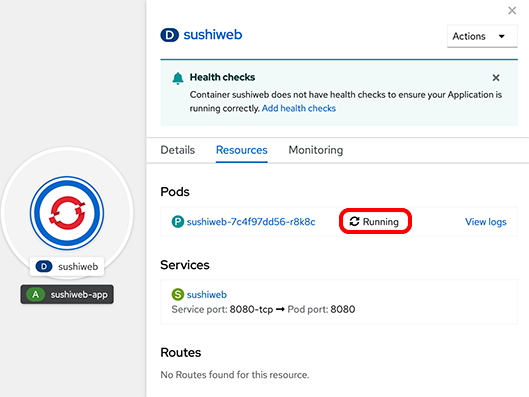 D sushiweb
Actions
Health checks
Container sushiweb does not have health checks to ensure your Application is
running correctly. Add health checks
Details Resources Monitoring
Pods
P sushiweb-7c4f97dd56-r8k8c Running View logs
Services
S sushiweb
Service port: 8080-tcp → Pod port: 8080
Routes
No Routes found for this resource.
D sushiweb
A sushiweb-app